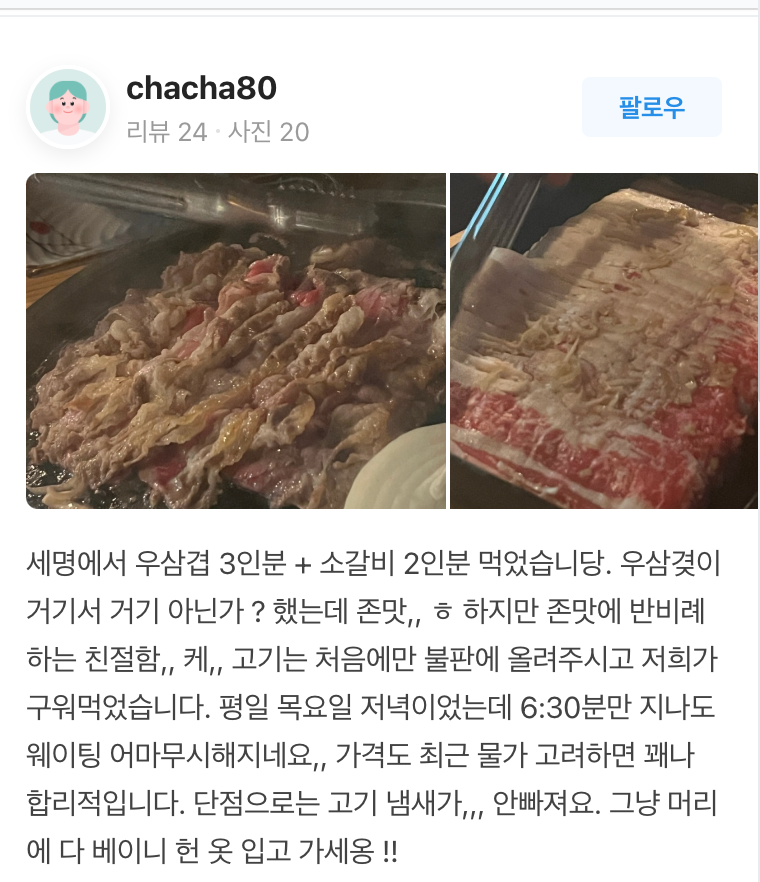 chacha80
팔로우
리뷰 24 · 사진 20
세명에서 우삼겹 3인분 + 소갈비 2인분 먹었습니당. 우삼겾이
거기서 거기 아닌가 ? 했는데 존맛,, ㅎ 하지만 존맛에 반비례
하는 친절함,, 케,, 고기는 처음에만 불판에 올려주시고 저희가
구워먹었습니다. 평일 목요일 저녁이었는데 6:30분만 지나도
웨이팅 어마무시해지네요,, 가격도 최근 물가 고려하면 꽤나
합리적입니다. 단점으로는 고기 냄새가,,, 안빠져요. 그냥 머리
에 다 베이니 헌 옷 입고 가세옹 !!